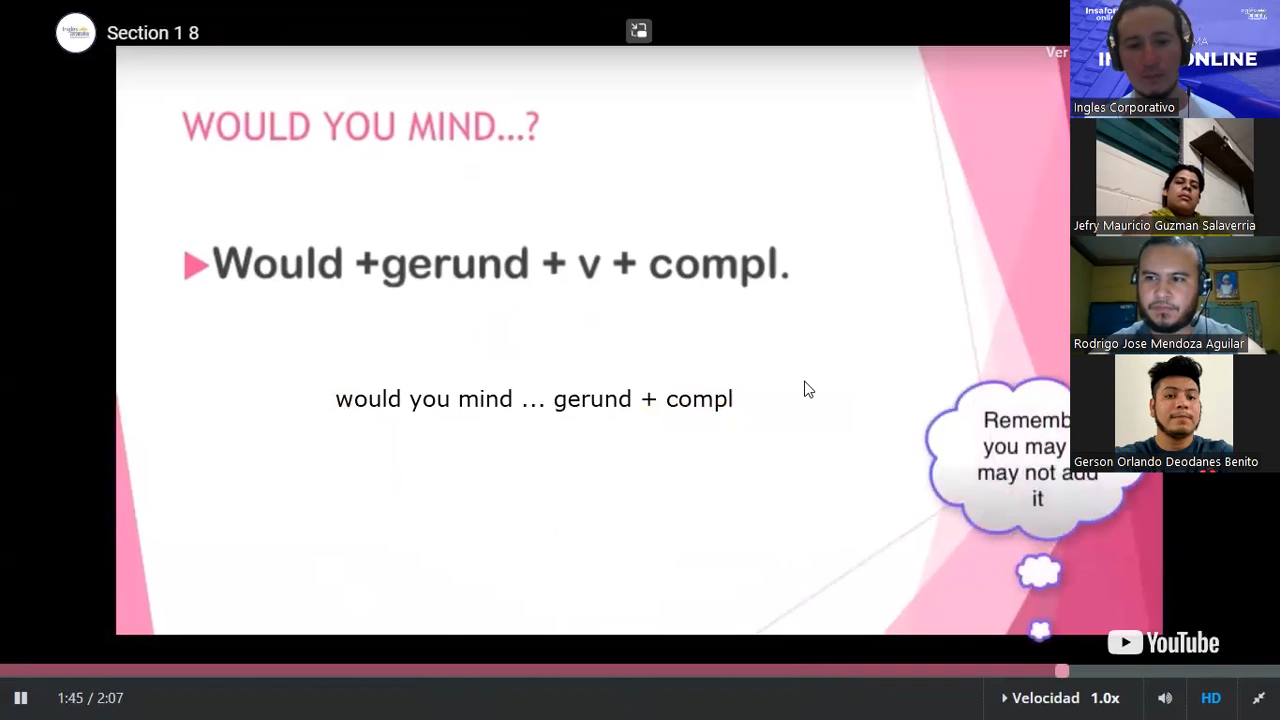 Section 1 8
Ver
WOULD YOU MIND...?
Would +gerund + v + compl.
would you mind ... gerund + compl
Rememb
you may
may not add
it
ONLINE
Ingles Corporativo
Jefry Mauricio Guzman Salaverria
Rodrigo Jose Mendoza Aguilar
Gerson Orlando Deodanes Benito
YouTube
1:45 / 2:07
Velocidad 1.0x
HD